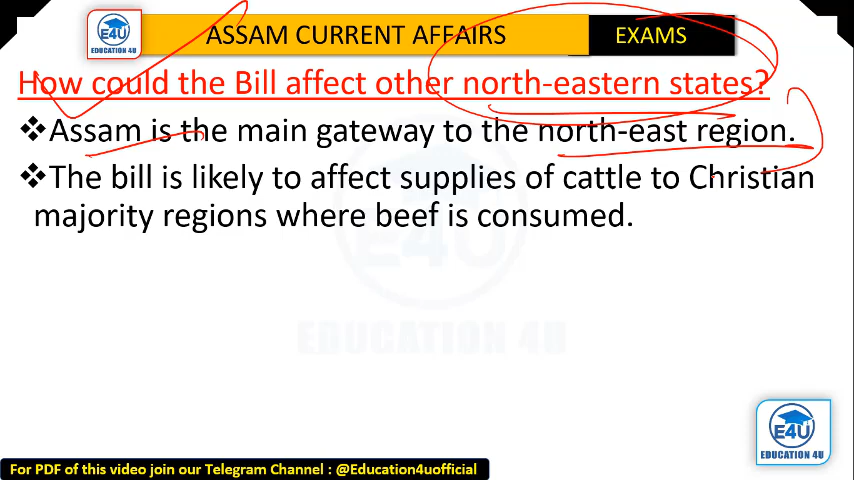 E4U
EDUCATION 4U
ASSAM CURRENT AFFAIRS
EXAMS
How could the Bill affect other north-eastern states?
❖Assam is the main gateway to the north-east region.
❖The bill is likely to affect supplies of cattle to Christian
majority regions where beef is consumed.
E4U
EDUCATION 4U
E4U
EDUCATION 4U
For PDF of this video join our Telegram Channel : @Education4uofficial